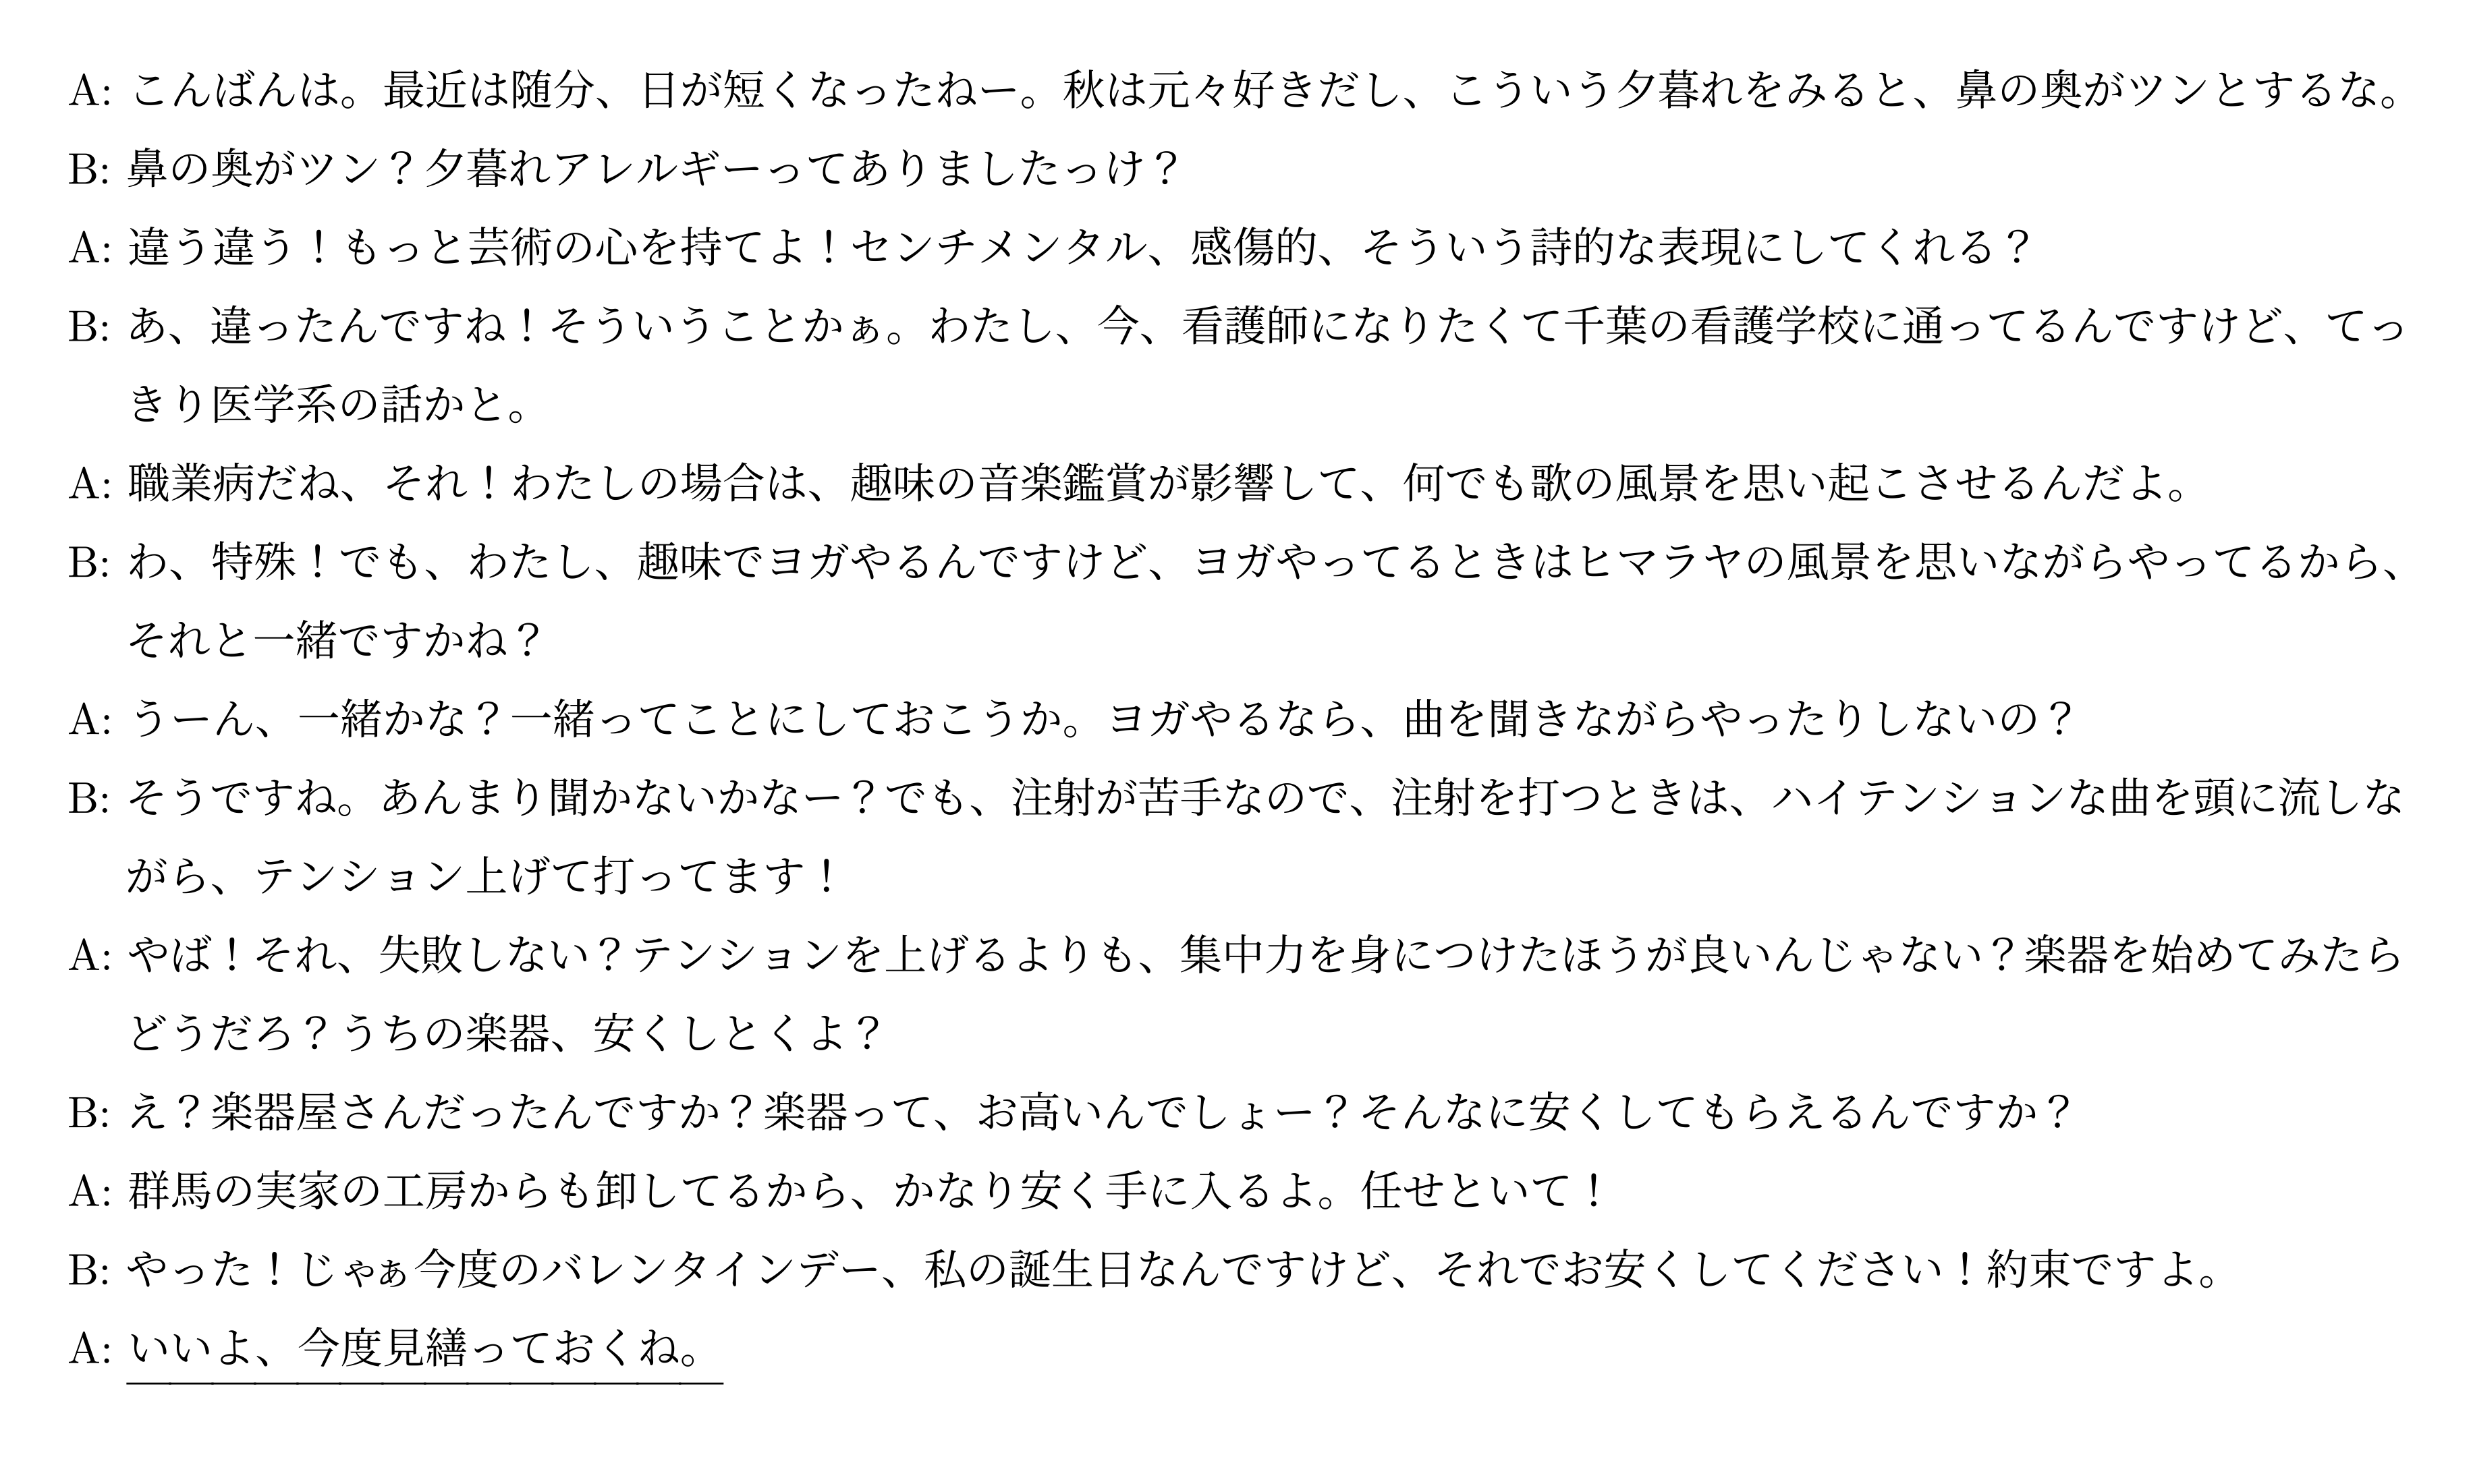 A: こんばんは。最近は随分、日が短くなったねー。秋は元々好きだし、こういう夕暮れをみると、鼻の奥がツンとするな。
B: 鼻の奥がツン？夕暮れアレルギーってありましたっけ？
A: 違う違う！もっと芸術の心を持てよ！センチメンタル、感傷的、そういう詩的な表現にしてくれる？
B: あ、違ったんですね！そういうことかぁ。わたし、今、看護師になりたくて千葉の看護学校に通ってるんですけど、てっ
きり医学系の話かと。
A: 職業病だね、それ！わたしの場合は、趣味の音楽鑑賞が影響して、何でも歌の風景を思い起こさせるんだよ。
B: わ、特殊！でも、わたし、趣味でヨガやるんですけど、ヨガやってるときはヒマラヤの風景を思いながらやってるから、
それと一緒ですかね？
A: うーん、一緒かな？一緒ってことにしておこうか。ヨガやるなら、曲を聞きながらやったりしないの？
B: そうですね。あんまり聞かないかなー？でも、注射が苦手なので、注射を打つときは、ハイテンションな曲を頭に流しな
がら、テンション上げて打ってます！
A: やば！それ、失敗しない？テンションを上げるよりも、集中力を身につけたほうが良いんじゃない？楽器を始めてみたら
どうだろ？うちの楽器、安くしとくよ？
B: え？楽器屋さんだったんですか？楽器って、お高いんでしょー？そんなに安くしてもらえるんですか？
A: 群馬の実家の工房からも卸してるから、かなり安く手に入るよ。任せといて！
B: やった！じゃぁ今度のバレンタインデー、私の誕生日なんですけど、それでお安くしてください！約束ですよ。
A: いいよ、今度見繕っておくね。